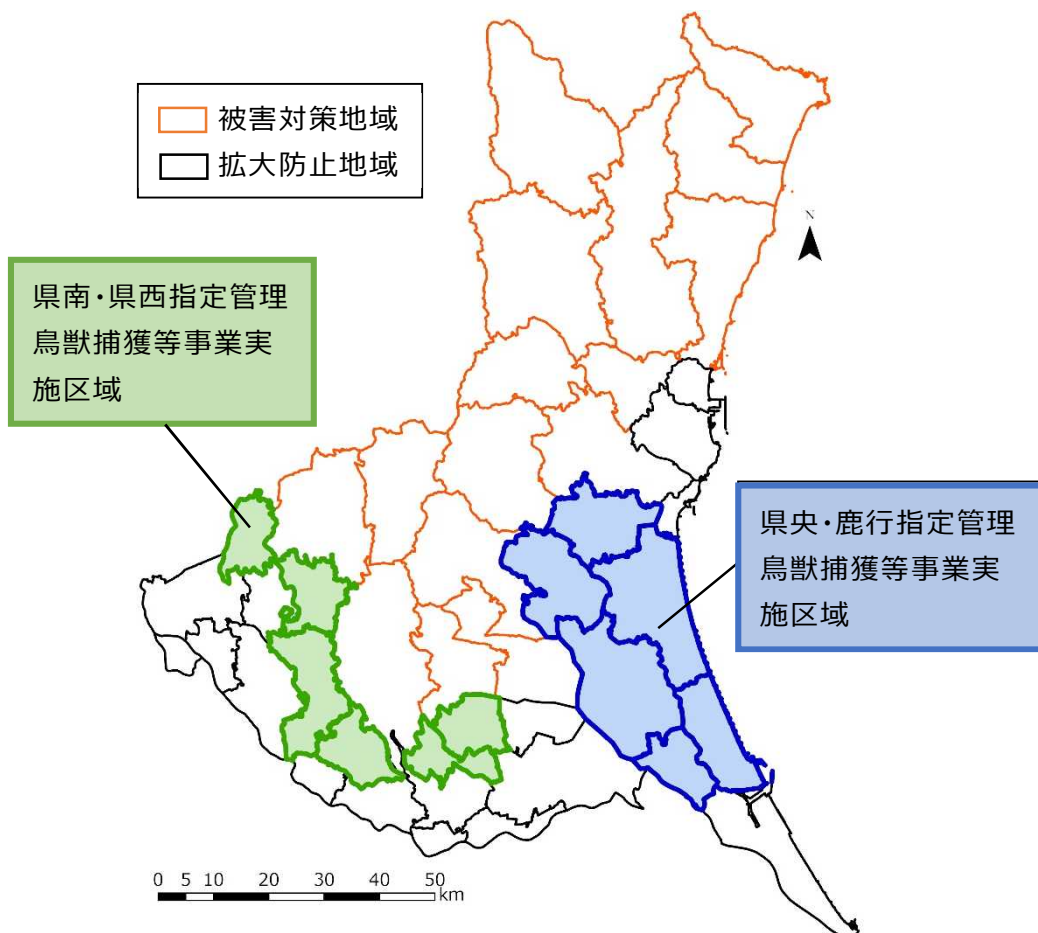 被害対策地域
拡大防止地域
N
県南・県西指定管理
鳥獣捕獲等事業実
施区域
県央・鹿行指定管理
鳥獣捕獲等事業実
施区域
0 5 10 20 30 40 50
km